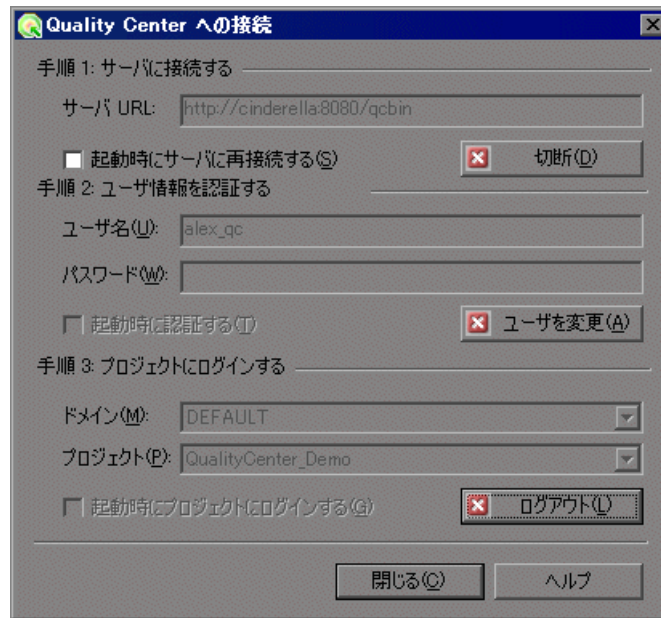 Quality Center への接続
手順 1: サーバに接続する
サーバ URL: http://cinderella:8080/qcbin
起動時にサーバに再接続する(S) 切断(D)
手順 2: ユーザ情報を認証する
ユーザ名(U): alex_qc
パスワード(W):
起動時に認証する(T) ユーザを変更(A)
手順 3: プロジェクトにログインする
ドメイン(M): DEFAULT
プロジェクト(P): QualityCenter_Demo
起動時にプロジェクトにログインする(G) ログアウト(L)
閉じる(C) ヘルプ